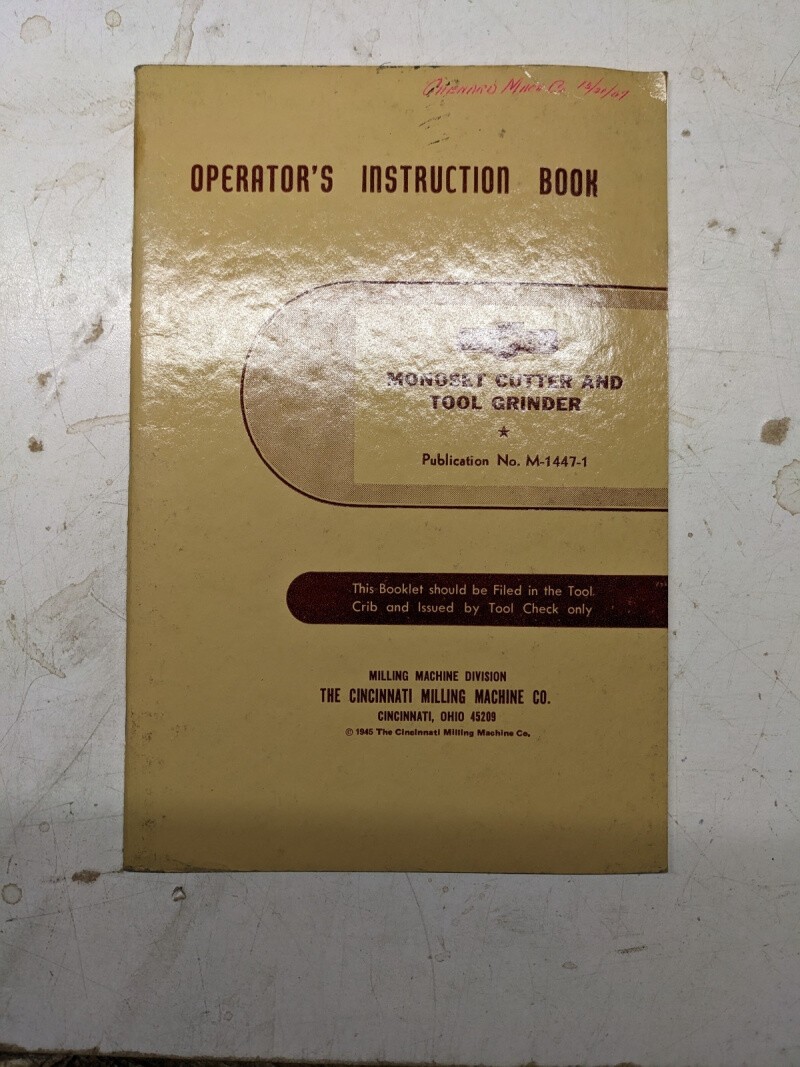 Mach. Co.
OPERATOR'S INSTRUCTION BOOK
MONOSET CUTTER AND
TOOL GRINDER
★
Publication No. M-1447-1
This Booklet should be Filed in the Tool
Crib and Issued by Tool Check only
MILLING MACHINE DIVISION
THE CINCINNATI MILLING MACHINE CO.
CINCINNATI, OHIO 45209
© 1945 The Cincinnati Milling Machine Co.